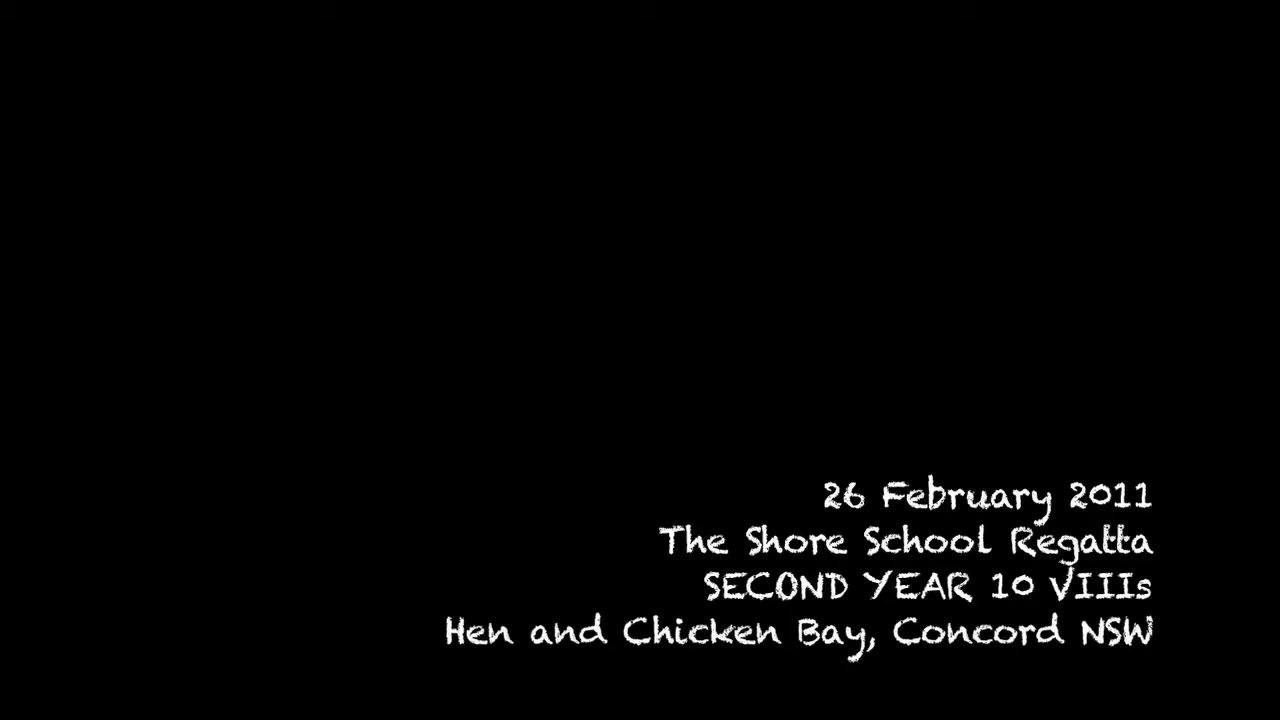 26 February 2011
The Shore School Regatta
SECOND YEAR 10 VIIIs
Hen and Chicken Bay, Concord NSW